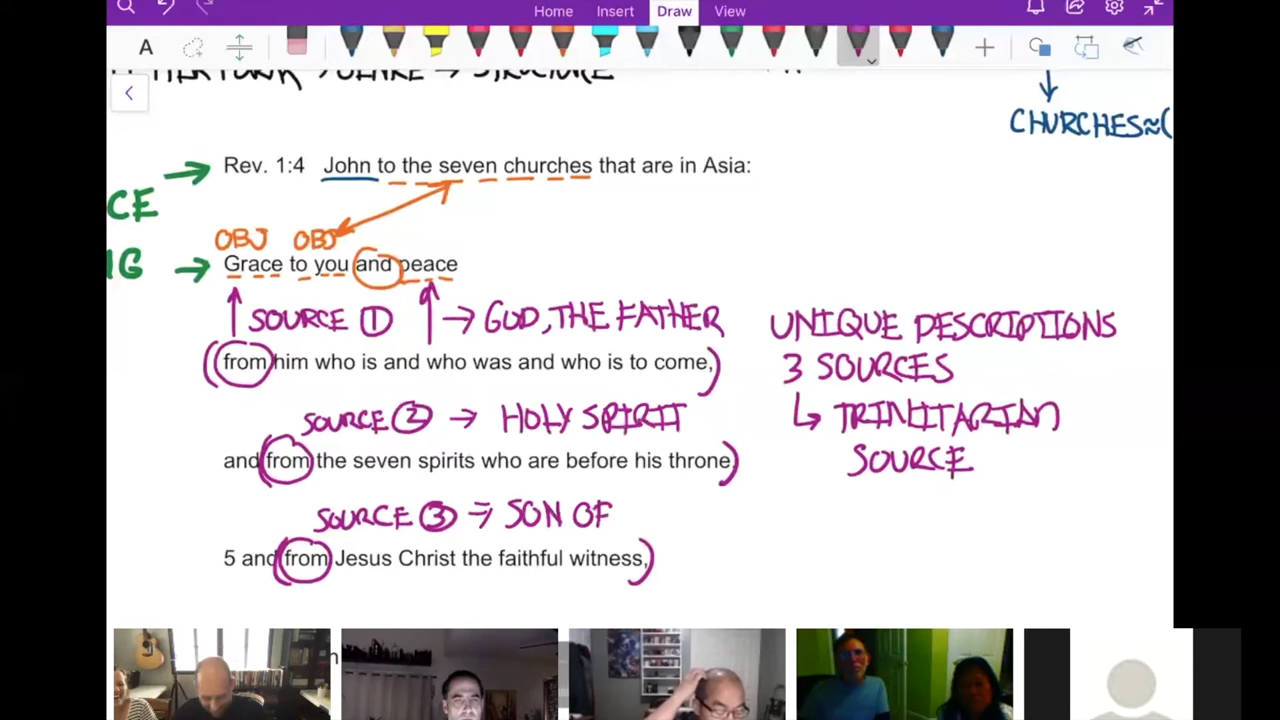 Home Insert Draw View
A
GENRE → STRUCTURE
CHURCHES≈(
→ Rev. 1:4 John to the seven churches that are in Asia:
CE
OBJ OBJ
IG → Grace to you and peace
SOURCE ① → GOD, THE FATHER
UNIQUE DESCRIPTIONS
(from him who is and who was and who is to come,)
3 SOURCES
SOURCE ② → HOLY SPIRIT
↳ TRINITARIAN
and (from the seven spirits who are before his throne,)
SOURCE
SOURCE ③ ⇒ SON OF
5 and (from Jesus Christ the faithful witness,)